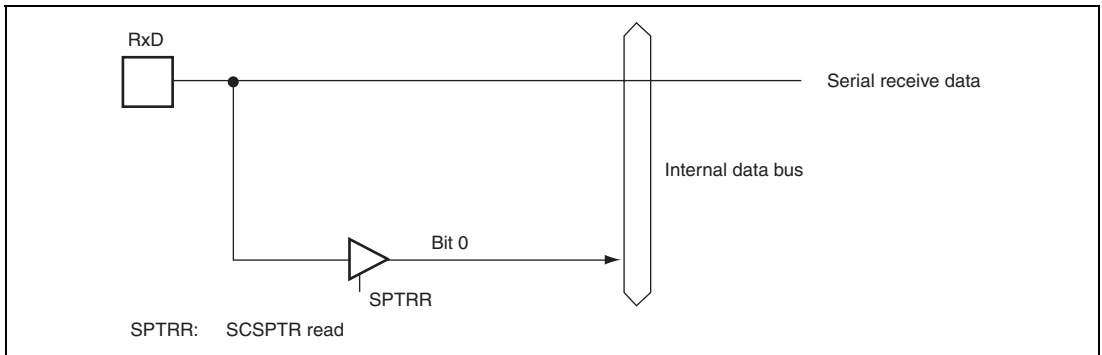 RxD
Serial receive data
Internal data bus
Bit 0
SPTRR
SPTRR: SCSPTR read